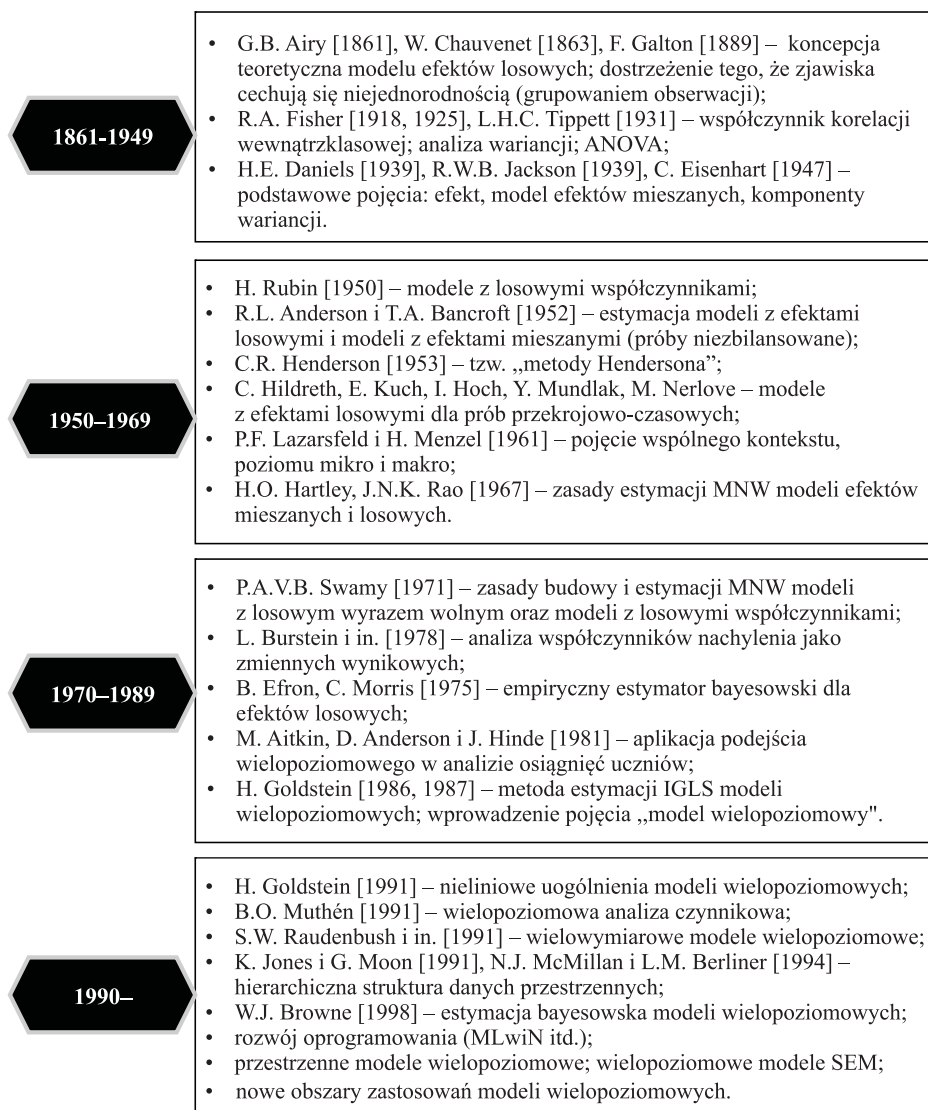 1861-1949
• G.B. Airy [1861], W. Chauvenet [1863], F. Galton [1889] – koncepcja
teoretyczna modelu efektów losowych; dostrzeżenie tego, że zjawiska
cechują się niejednorodnością (grupowaniem obserwacji);
• R.A. Fisher [1918, 1925], L.H.C. Tippett [1931] – współczynnik korelacji
wewnątrzklasowej; analiza wariancji; ANOVA;
• H.E. Daniels [1939], R.W.B. Jackson [1939], C. Eisenhart [1947] –
podstawowe pojęcia: efekt, model efektów mieszanych, komponenty
wariancji.
1950–1969
• H. Rubin [1950] – modele z losowymi współczynnikami;
• R.L. Anderson i T.A. Bancroft [1952] – estymacja modeli z efektami
losowymi i modeli z efektami mieszanymi (próby niezbilansowane);
• C.R. Henderson [1953] – tzw. ,,metody Hendersona”;
• C. Hildreth, E. Kuch, I. Hoch, Y. Mundlak, M. Nerlove – modele
z efektami losowymi dla prób przekrojowo-czasowych;
• P.F. Lazarsfeld i H. Menzel [1961] – pojęcie wspólnego kontekstu,
poziomu mikro i makro;
• H.O. Hartley, J.N.K. Rao [1967] – zasady estymacji MNW modeli efektów
mieszanych i losowych.
1970–1989
• P.A.V.B. Swamy [1971] – zasady budowy i estymacji MNW modeli
z losowym wyrazem wolnym oraz modeli z losowymi współczynnikami;
• L. Burstein i in. [1978] – analiza współczynników nachylenia jako
zmiennych wynikowych;
• B. Efron, C. Morris [1975] – empiryczny estymator bayesowski dla
efektów losowych;
• M. Aitkin, D. Anderson i J. Hinde [1981] – aplikacja podejścia
wielopoziomowego w analizie osiągnięć uczniów;
• H. Goldstein [1986, 1987] – metoda estymacji IGLS modeli
wielopoziomowych; wprowadzenie pojęcia ,,model wielopoziomowy".
1990–
• H. Goldstein [1991] – nieliniowe uogólnienia modeli wielopoziomowych;
• B.O. Muthén [1991] – wielopoziomowa analiza czynnikowa;
• S.W. Raudenbush i in. [1991] – wielowymiarowe modele wielopoziomowe;
• K. Jones i G. Moon [1991], N.J. McMillan i L.M. Berliner [1994] –
hierarchiczna struktura danych przestrzennych;
• W.J. Browne [1998] – estymacja bayesowska modeli wielopoziomowych;
• rozwój oprogramowania (MLwiN itd.);
• przestrzenne modele wielopoziomowe; wielopoziomowe modele SEM;
• nowe obszary zastosowań modeli wielopoziomowych.